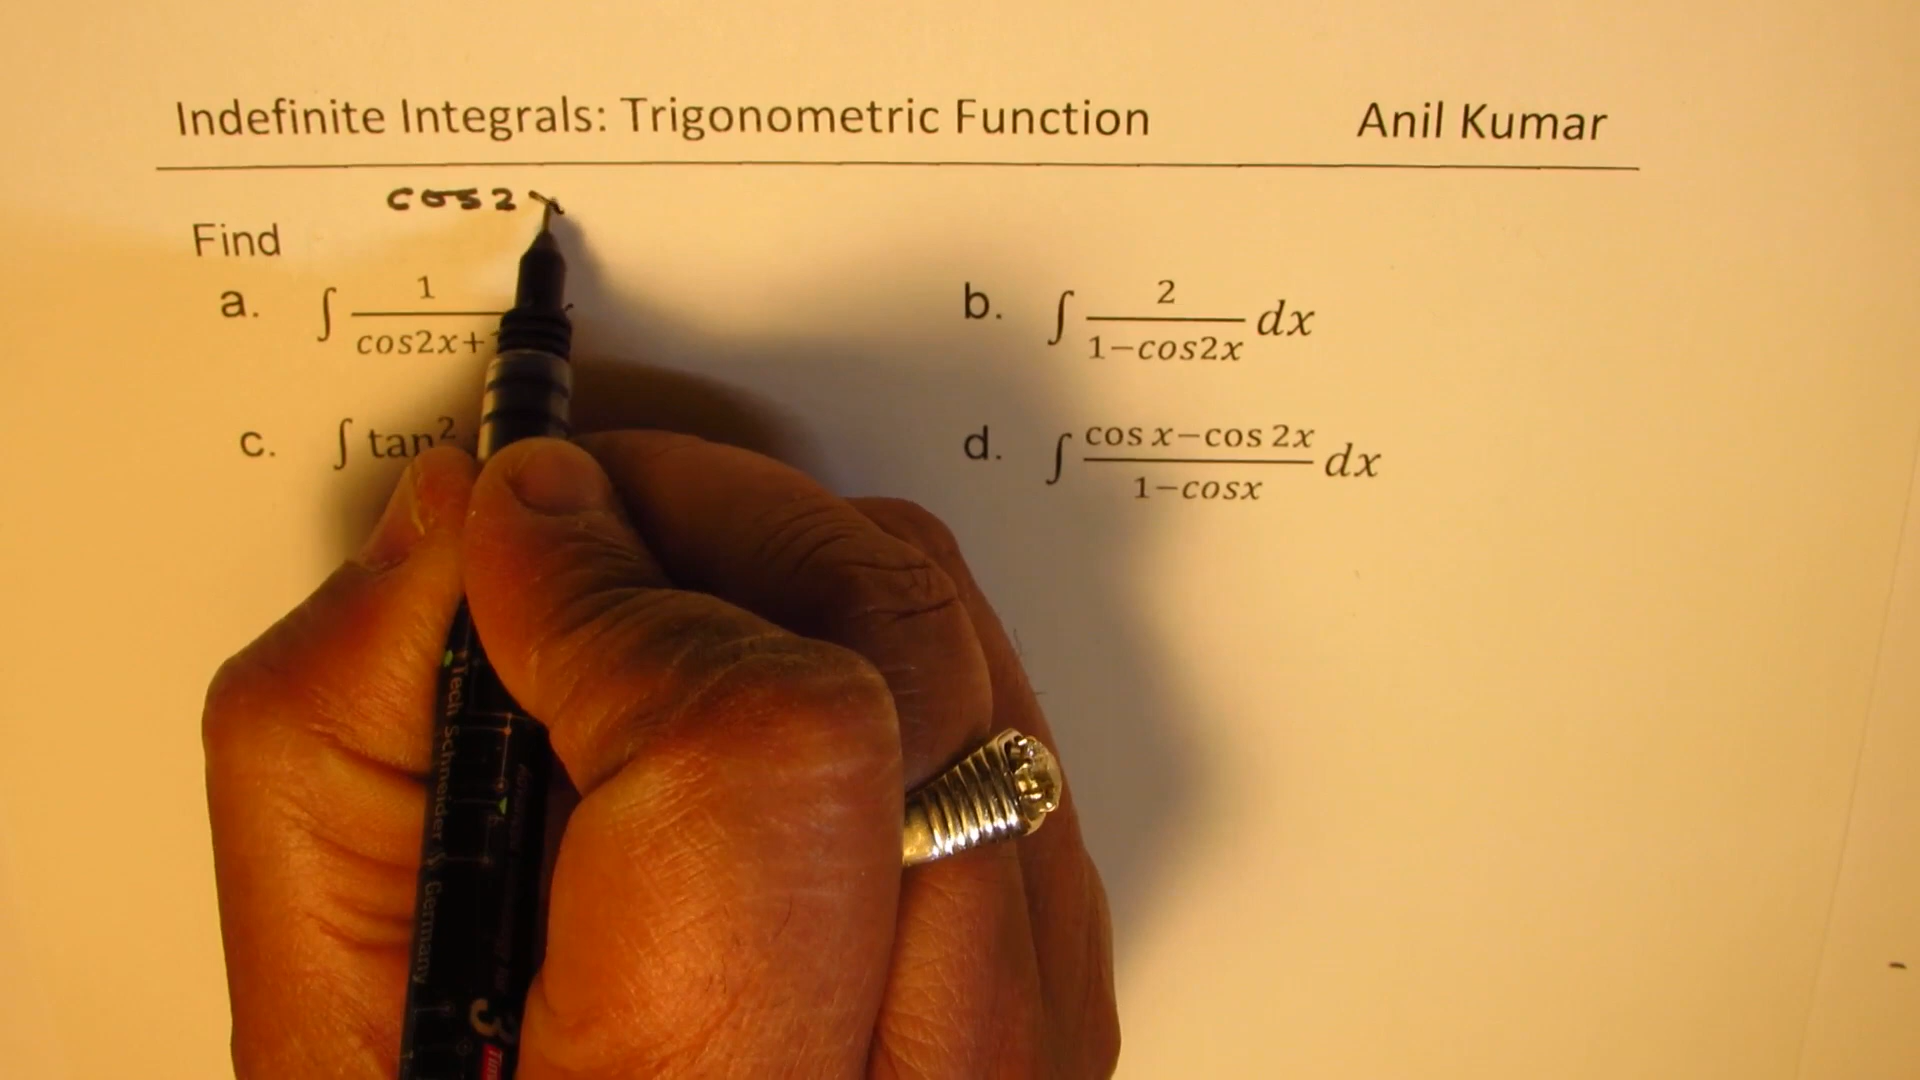 Indefinite Integrals: Trigonometric Function Anil Kumar
cos2x
Find
a. ∫ 1/cos2x+
b. ∫ 2/1−cos2x dx
c. ∫ tan²
d. ∫ cos x−cos 2x/1−cosx dx
Tech Schneider Germany